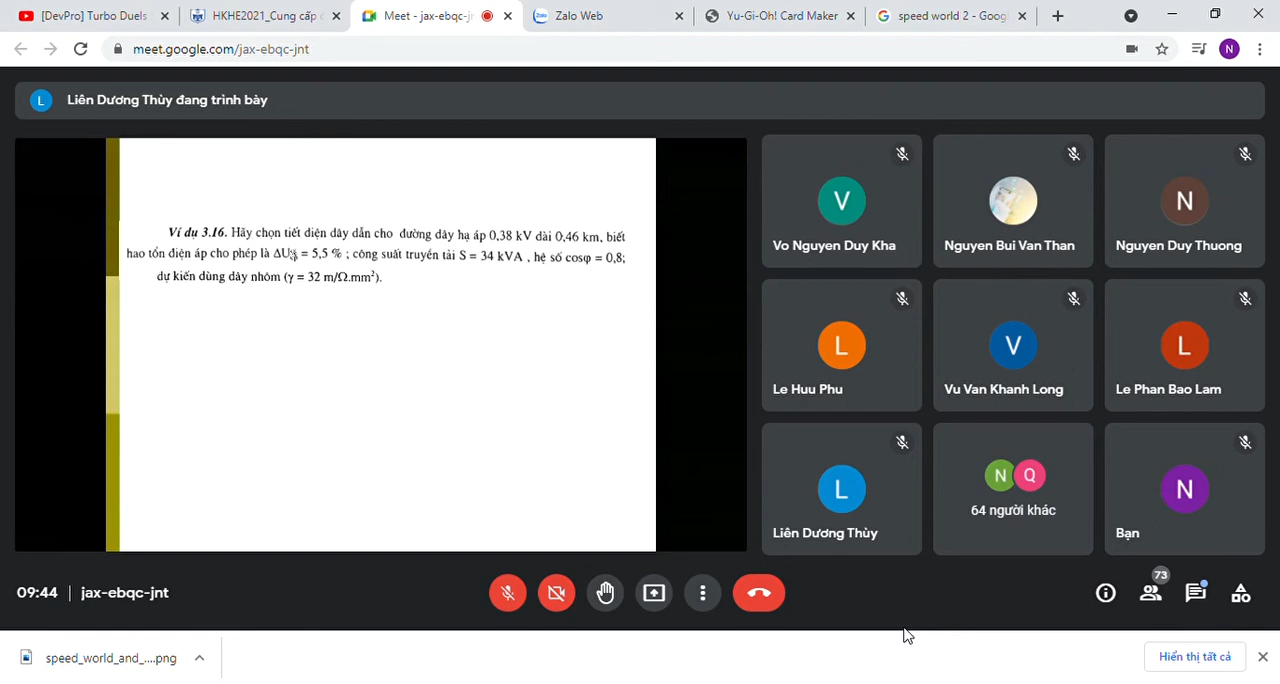 [DevPro] Turbo Duels
HKHE2021_Cung cấp
Meet - jax-ebqc-j
Zalo Web
Yu-Gi-Oh! Card Maker
speed world 2 - Goog
meet.google.com/jax-ebqc-jnt
N
L Liên Dương Thùy đang trình bày
Ví dụ 3.16. Hãy chọn tiết diện dây dẫn cho đường dây hạ áp 0,38 kV dài 0,46 km, biết
hao tổn điện áp cho phép là ΔU = 5,5 % ; công suất truyền tải S = 34 kVA , hệ số cosφ = 0,8;
dự kiến dùng dây nhôm (γ = 32 m/Ω.mm²).
V
Vo Nguyen Duy Kha
Nguyen Bui Van Than
N
Nguyen Duy Thuong
L
Le Huu Phu
V
Vu Van Khanh Long
L
Le Phan Bao Lam
L
Liên Dương Thùy
N Q
64 người khác
N
Bạn
09:44 | jax-ebqc-jnt
73
speed_world_and_....png
Hiển thị tất cả